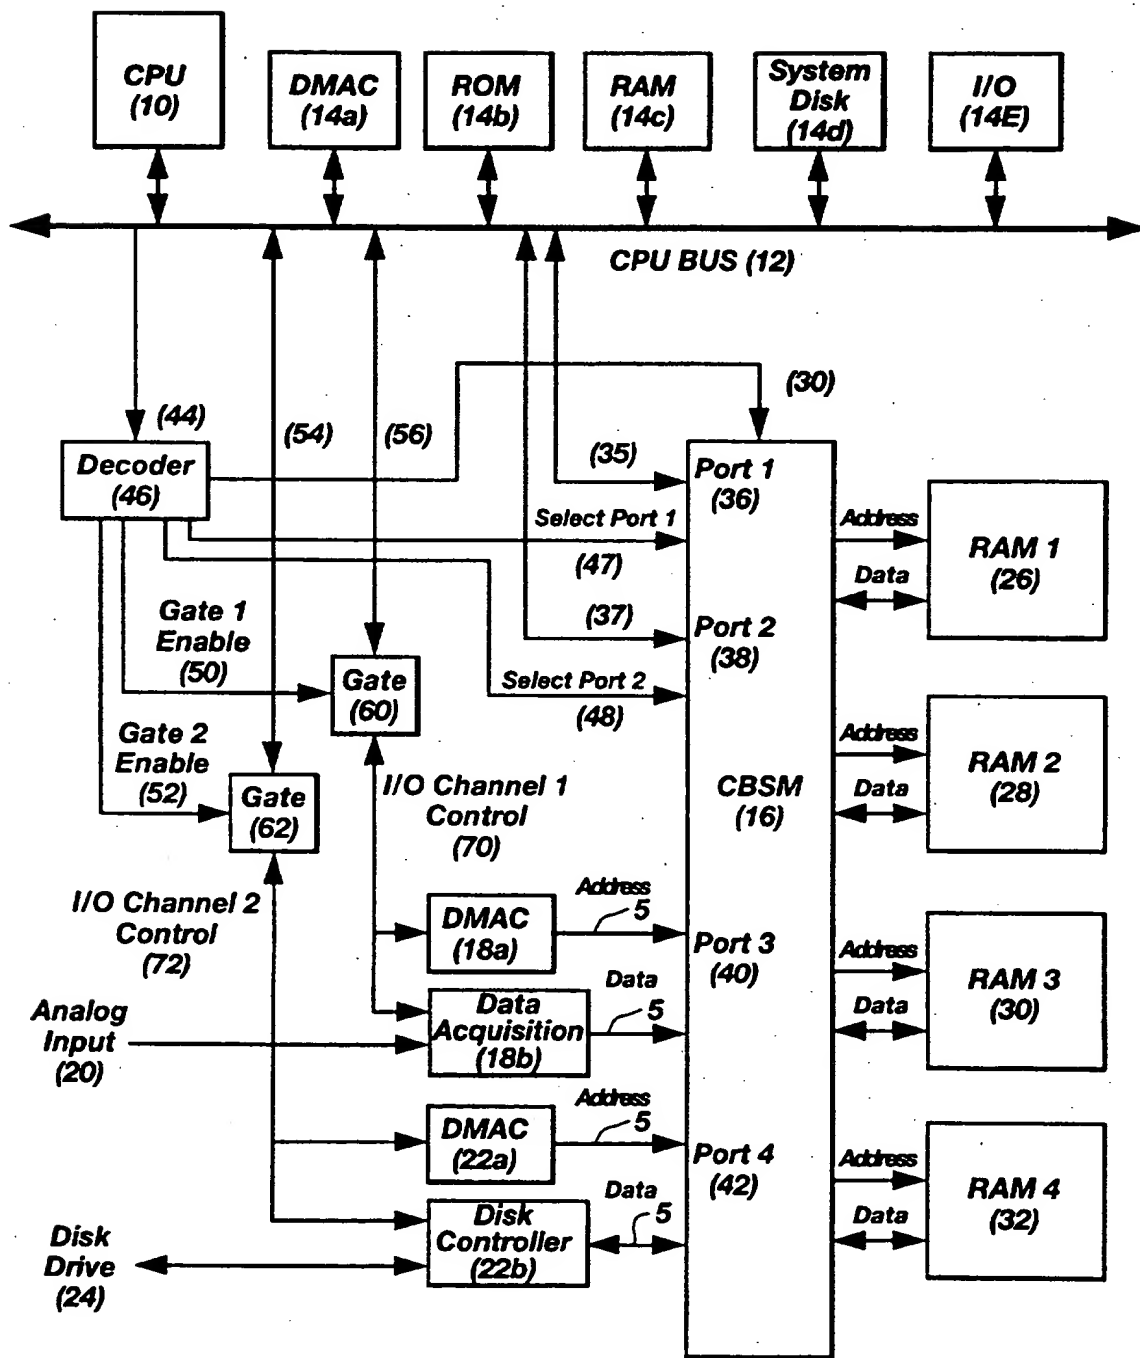 CPU
(10)
DMAC
(14a)
ROM
(14b)
RAM
(14c)
System
Disk
(14d)
I/O
(14E)
CPU BUS (12)
(44)
(54)
(56)
(30)
(35)
Decoder
(46)
Port 1
(36)
Select Port 1
(47)
Address
Data
RAM 1
(26)
Gate 1
Enable
(50)
(37)
Port 2
(38)
Gate
(60)
Select Port 2
(48)
Gate 2
Enable
(52)
Gate
(62)
I/O Channel 1
Control
(70)
CBSM
(16)
Address
Data
RAM 2
(28)
I/O Channel 2
Control
(72)
DMAC
(18a)
Address
5
Port 3
(40)
Address
Data
RAM 3
(30)
Analog
Input
(20)
Data
Acquisition
(18b)
Data
5
DMAC
(22a)
Address
5
Port 4
(42)
Address
Data
RAM 4
(32)
Disk
Drive
(24)
Disk
Controller
(22b)
Data
5